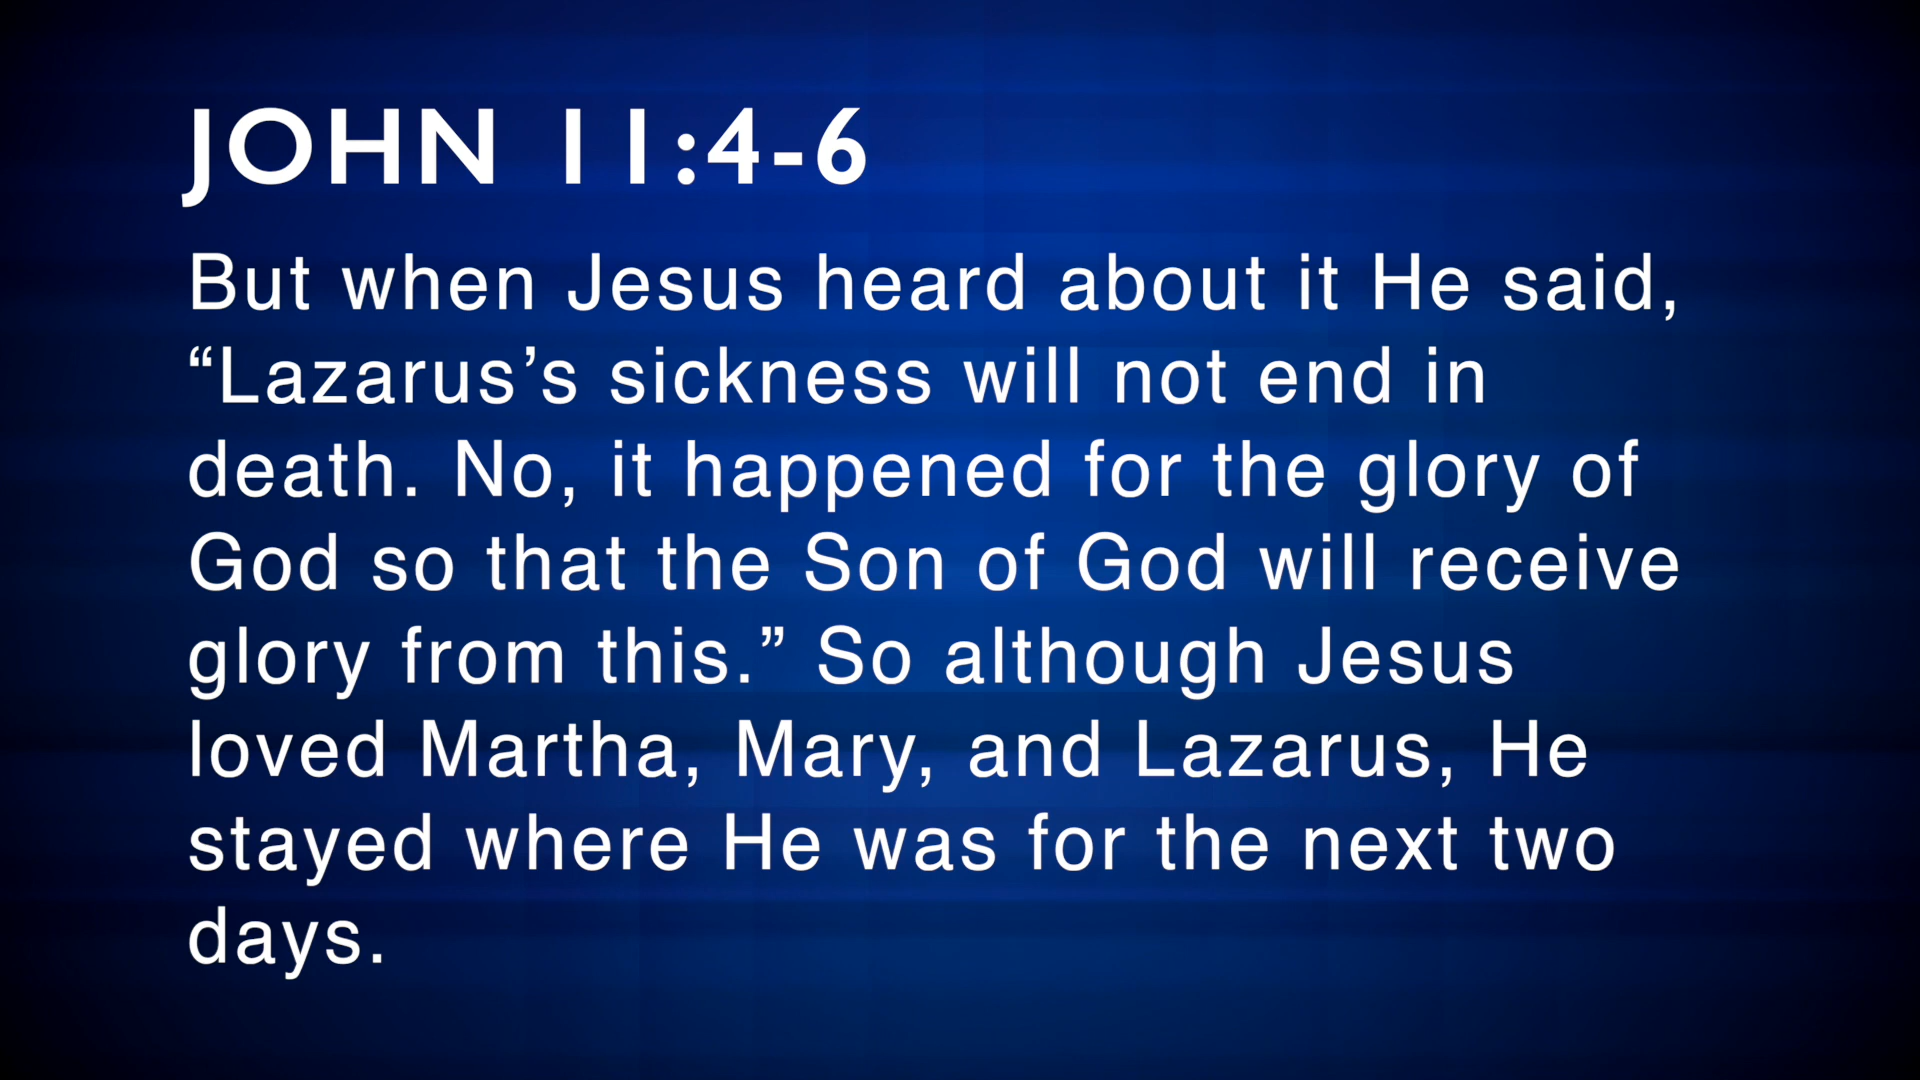 JOHN 11:4-6
But when Jesus heard about it He said,
“Lazarus’s sickness will not end in
death. No, it happened for the glory of
God so that the Son of God will receive
glory from this.” So although Jesus
loved Martha, Mary, and Lazarus, He
stayed where He was for the next two
days.